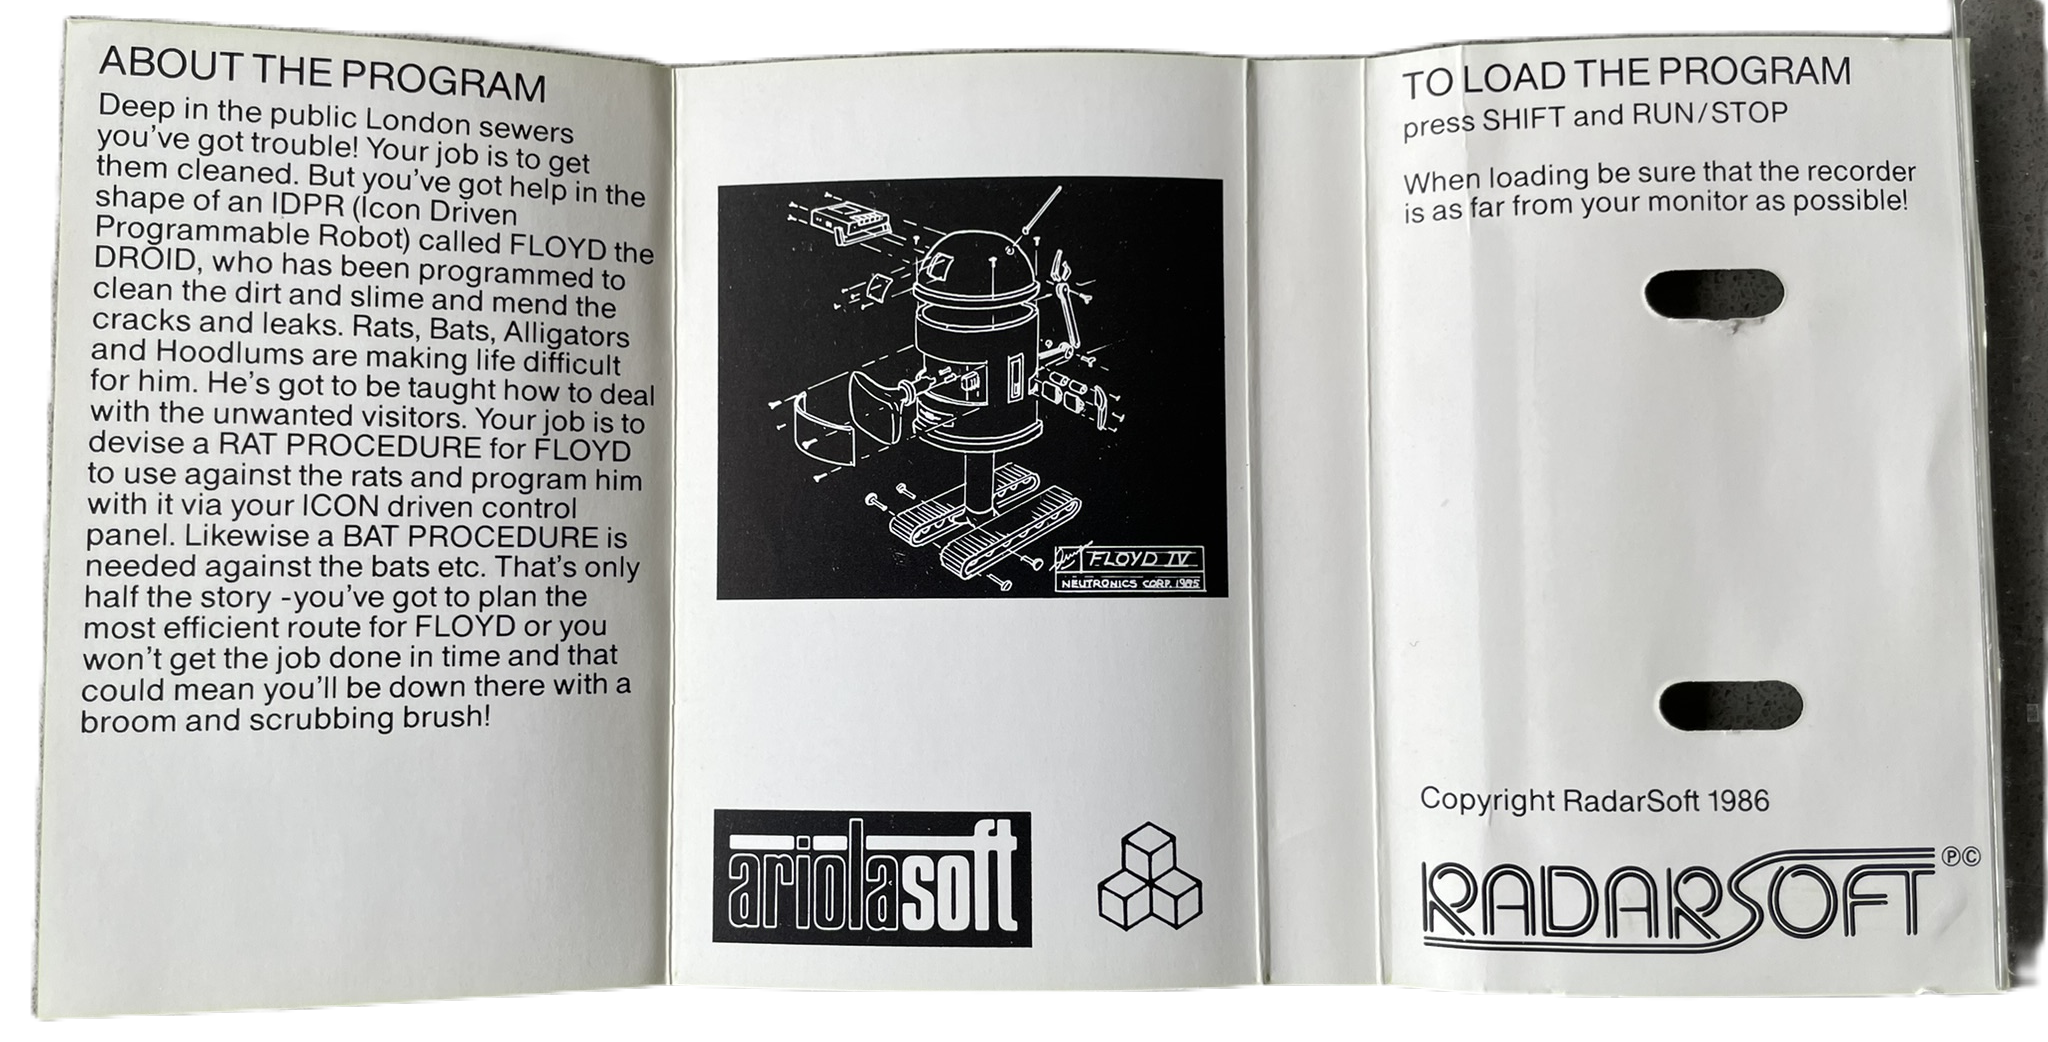 ABOUT THE PROGRAM
Deep in the public London sewers
you've got trouble! Your job is to get
them cleaned. But you've got help in the
shape of an IDPR (Icon Driven
Programmable Robot) called FLOYD the
DROID, who has been programmed to
clean the dirt and slime and mend the
cracks and leaks. Rats, Bats, Alligators
and Hoodlums are making life difficult
for him. He's got to be taught how to deal
with the unwanted visitors. Your job is to
devise a RAT PROCEDURE for FLOYD
to use against the rats and program him
with it via your ICON driven control
panel. Likewise a BAT PROCEDURE is
needed against the bats etc. That's only
half the story -you've got to plan the
most efficient route for FLOYD or you
won't get the job done in time and that
could mean you'll be down there with a
broom and scrubbing brush!
FLOYD IV
NEUTRONICS CORP. 1985
ariolasoft
TO LOAD THE PROGRAM
press SHIFT and RUN/STOP
When loading be sure that the recorder
is as far from your monitor as possible!
Copyright RadarSoft 1986
RADARSOFT ℗©